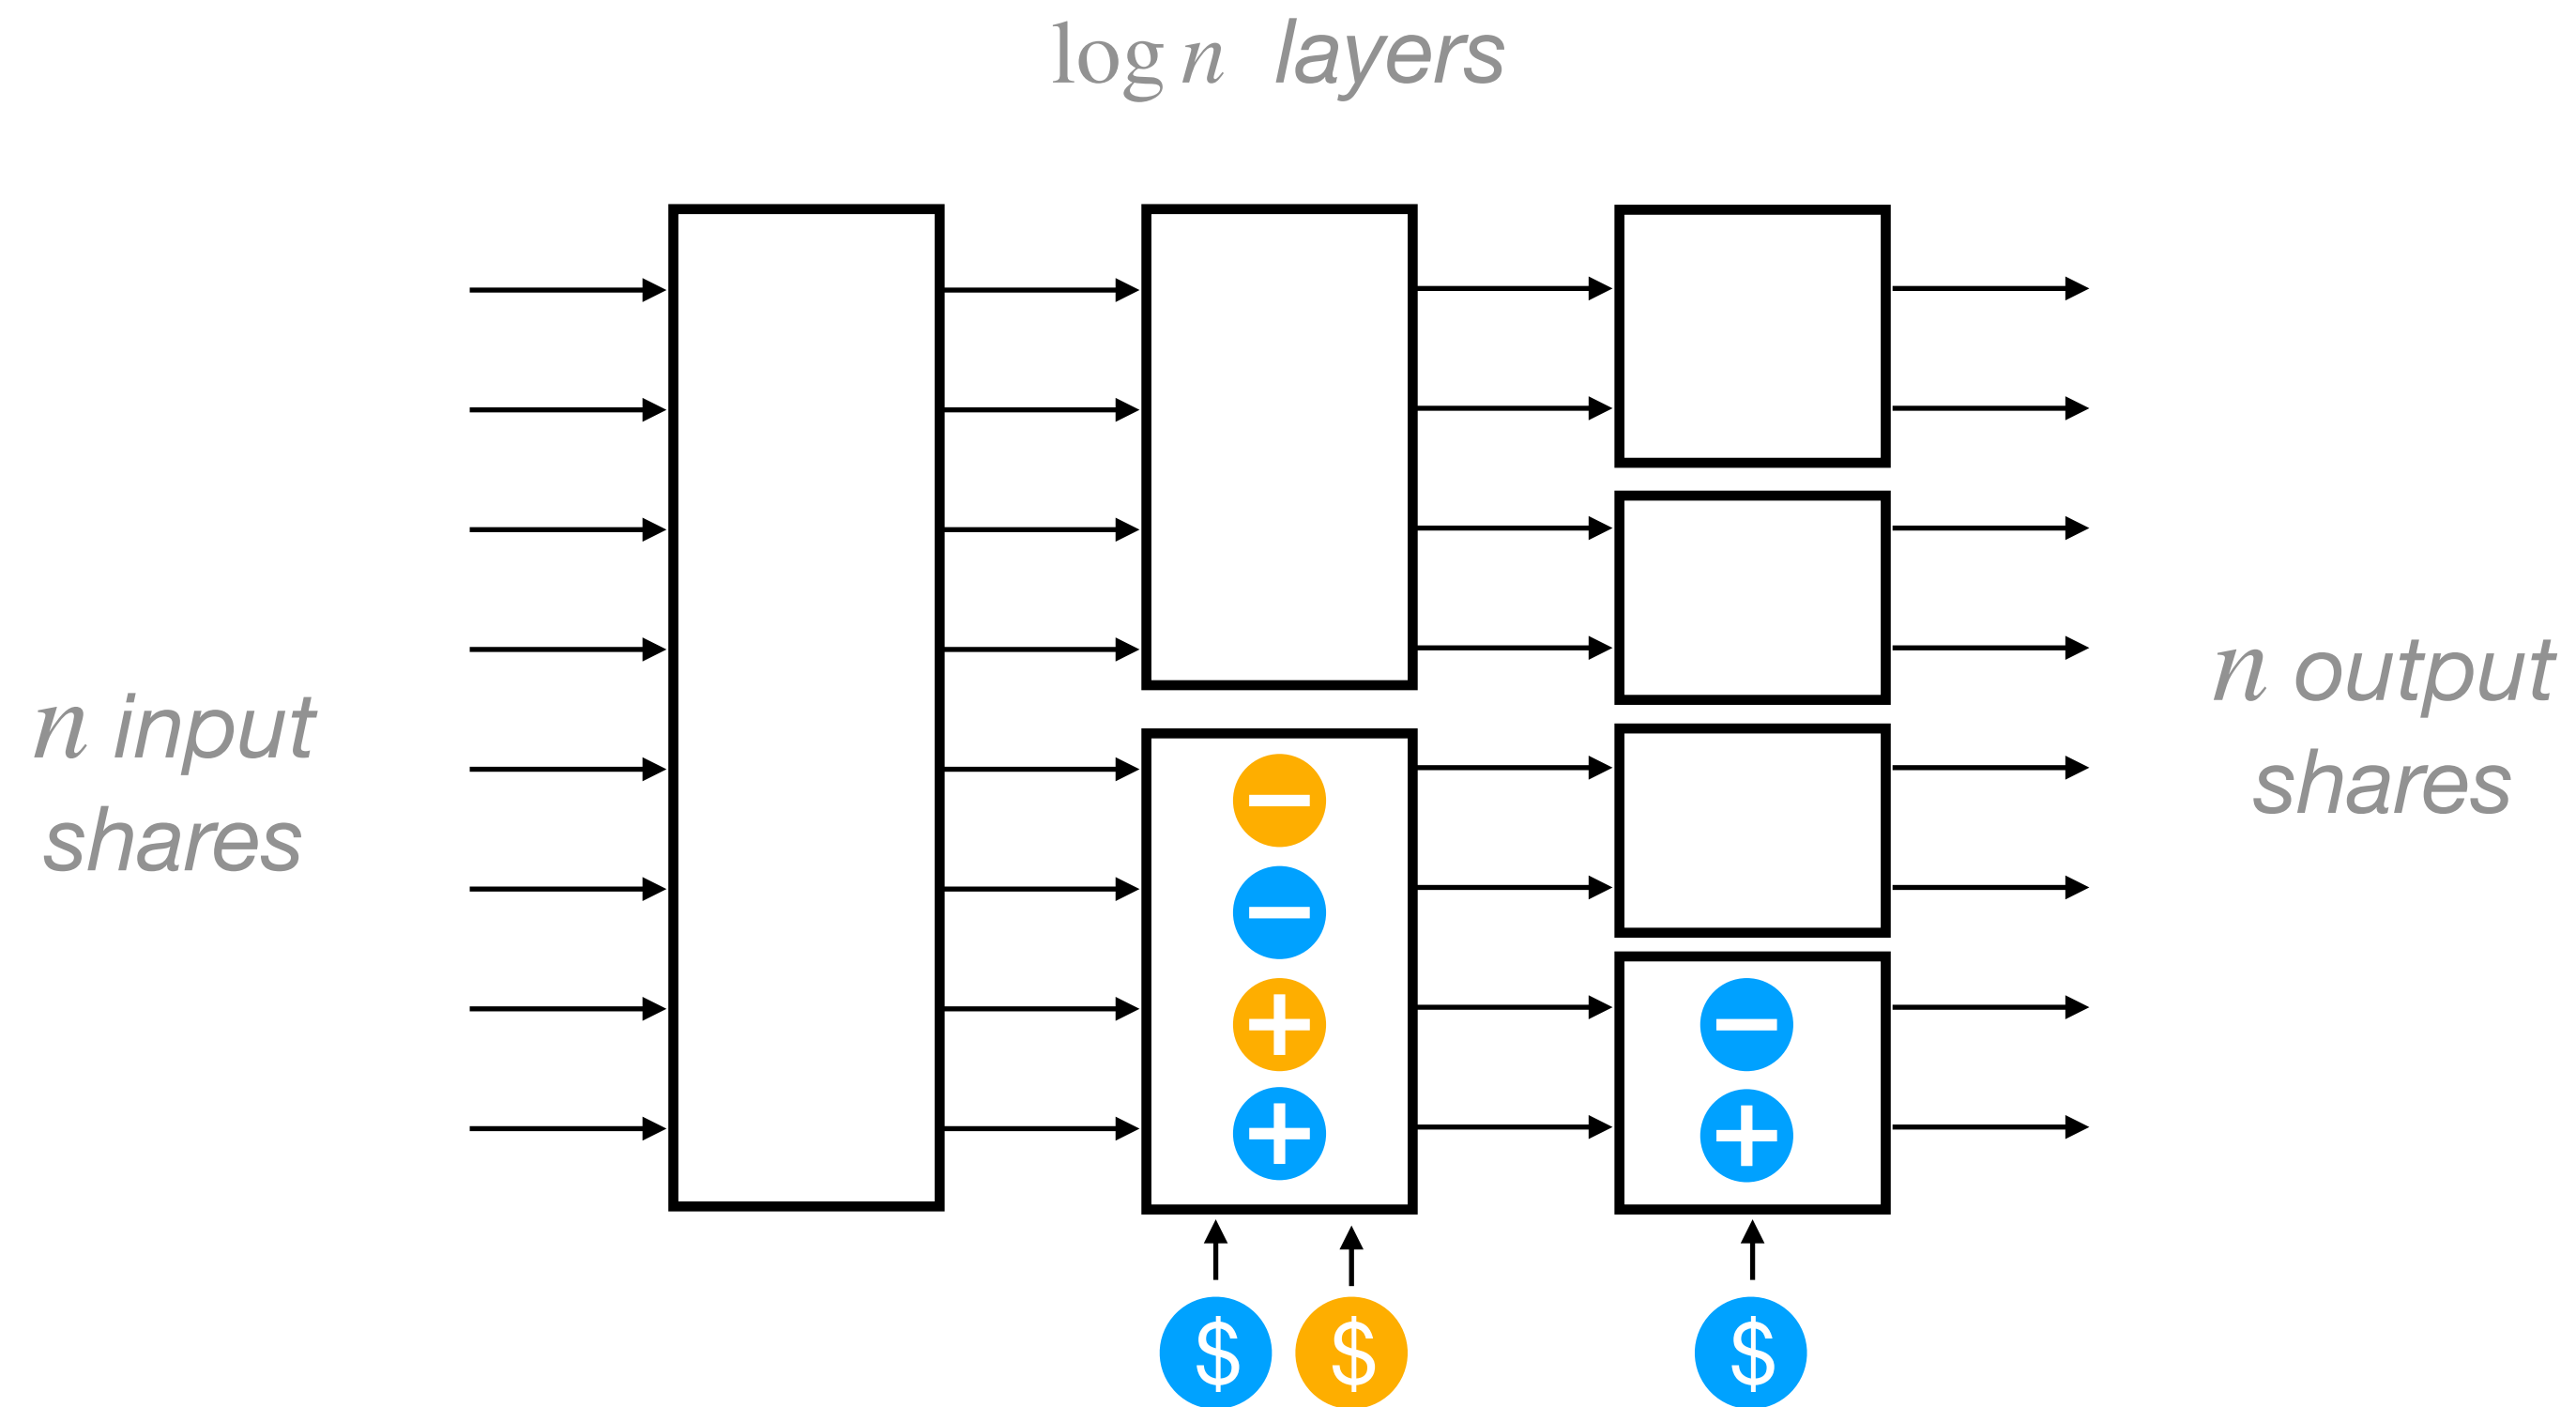 log n layers
n input
shares
n output
shares
−
−
+
+
−
+
$ $ $